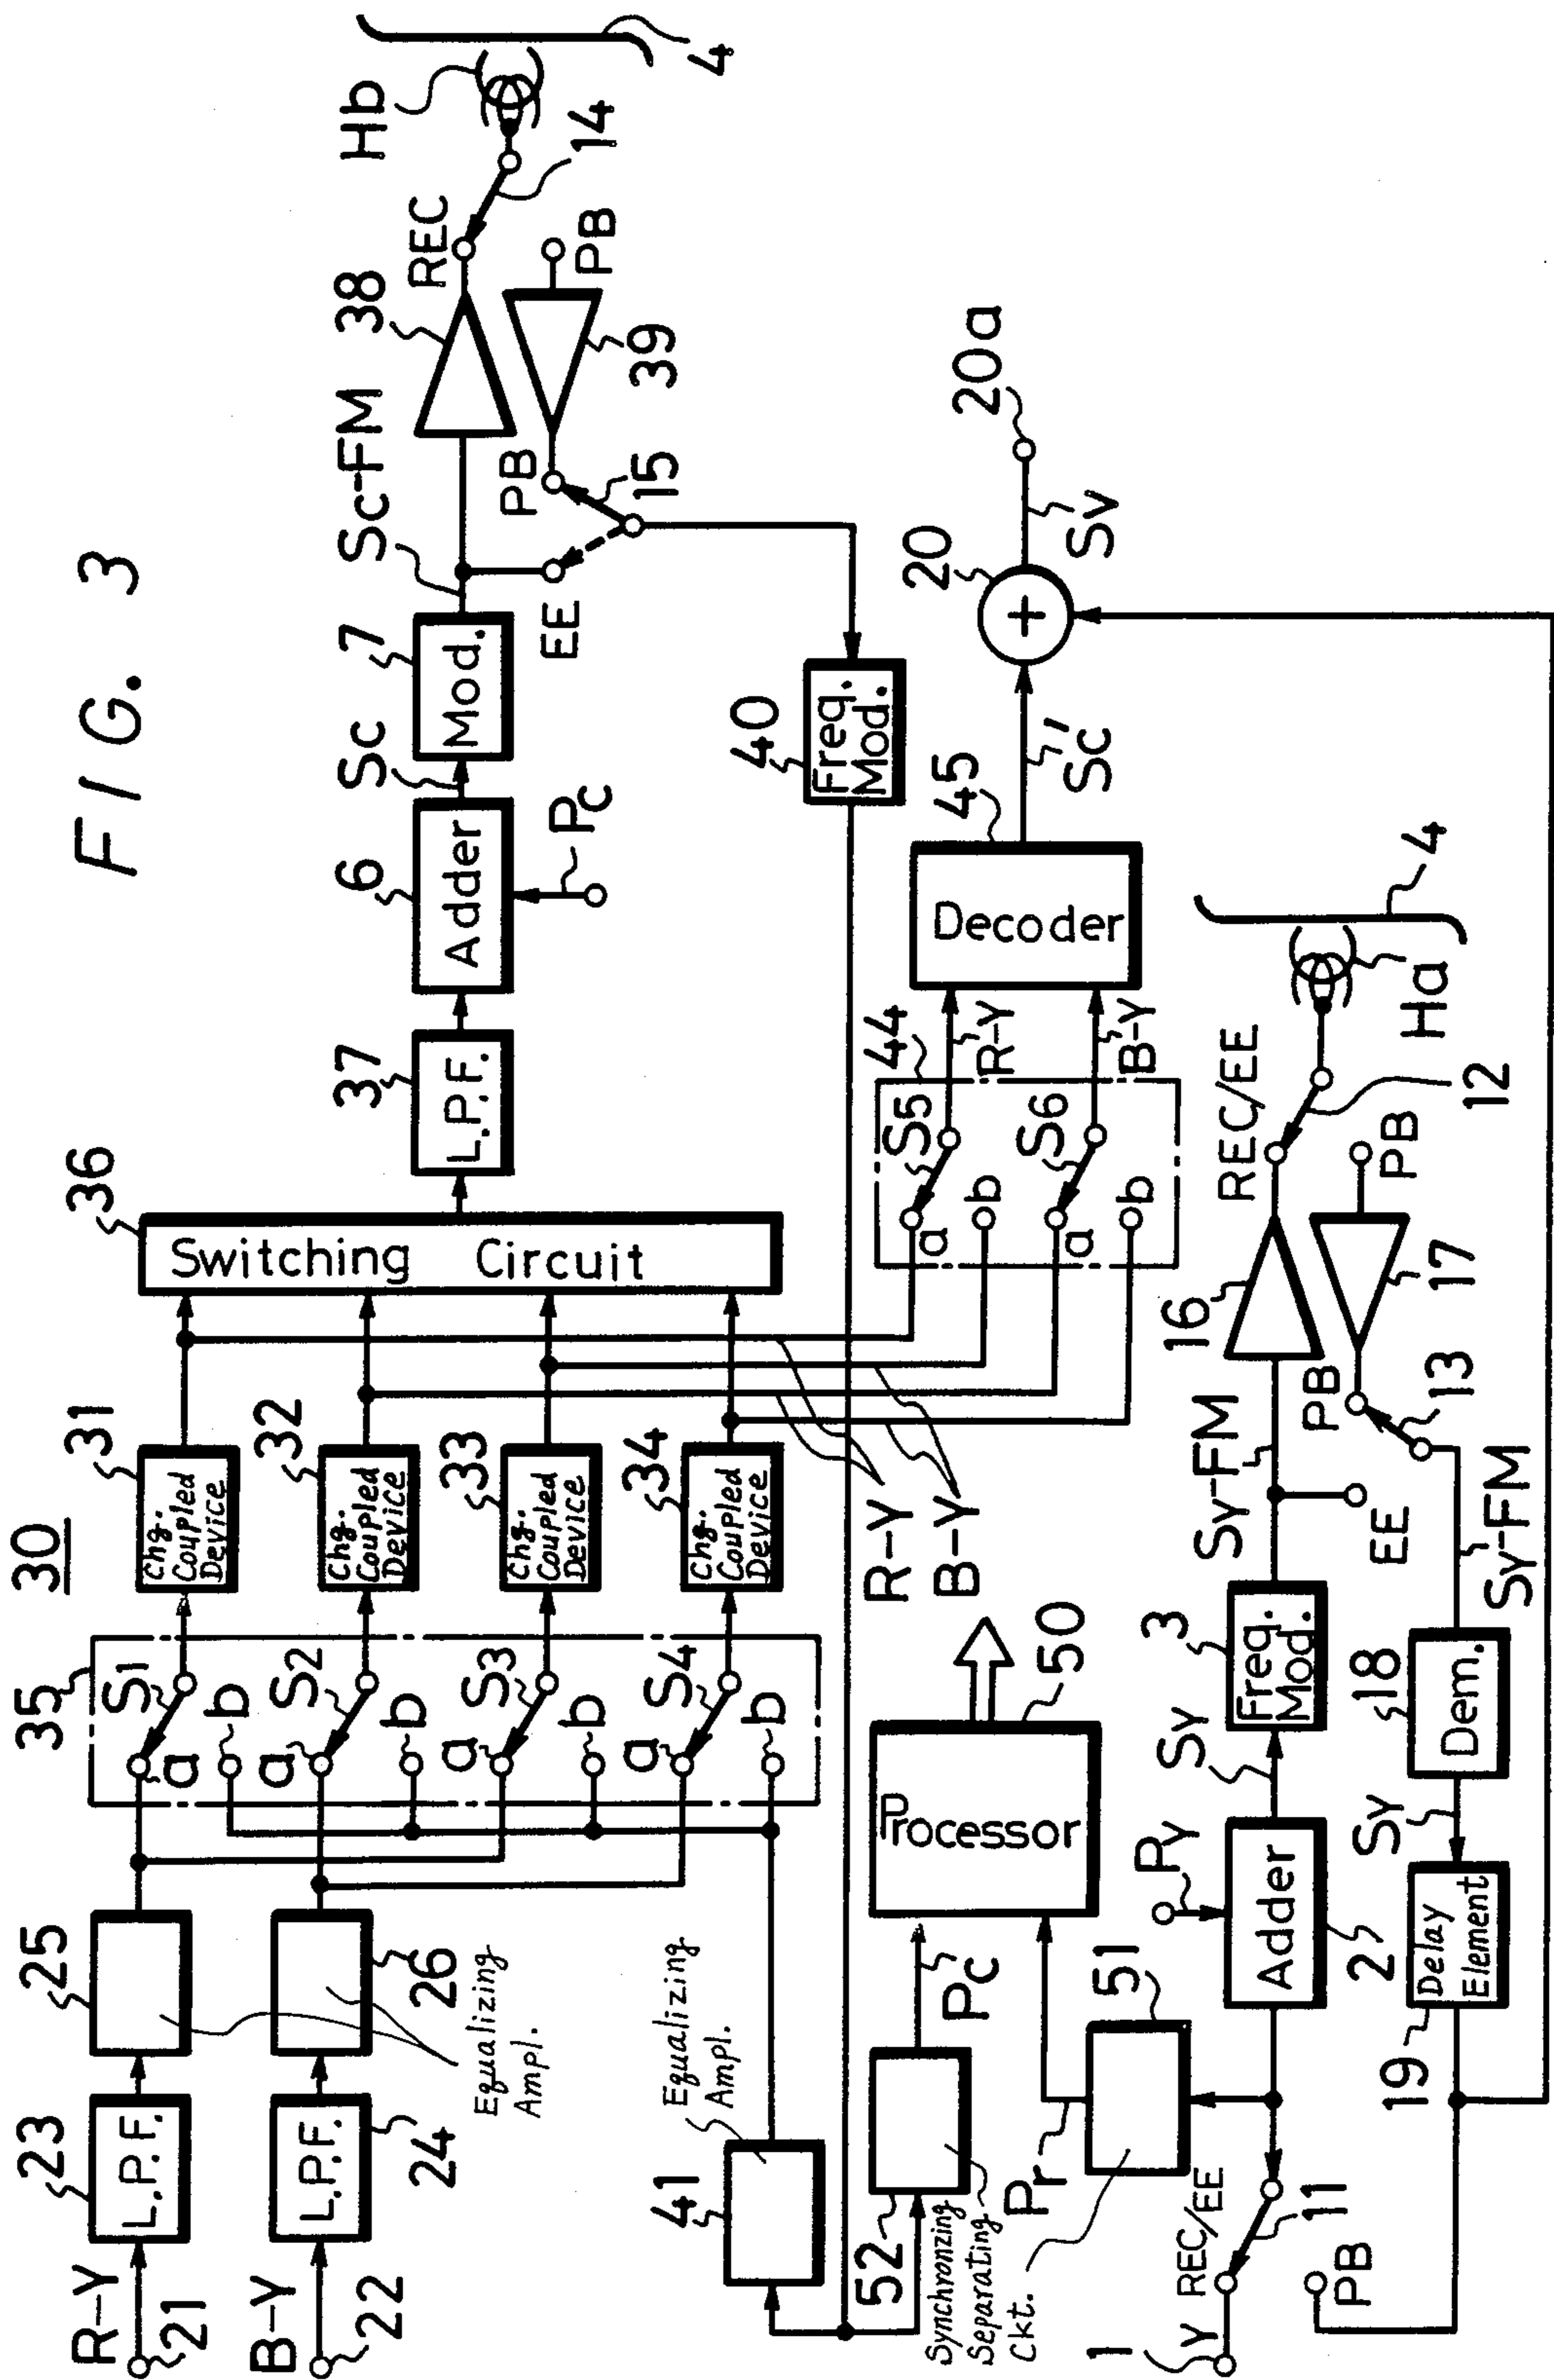 FIG. 3
30
R-Y
21
23
L.P.F.
25
B-Y
22
L.P.F.
24
26
Equalizing
Ampl.
35
S1
a
b
S2
a
b
S3
a
b
S4
a
b
31
Chg.
Coupled
Device
32
Chg.
Coupled
Device
33
Chg.
Coupled
Device
34
Chg.
Coupled
Device
36
Switching Circuit
37
L.P.F.
6
Adder
Pc
Sc
7
Mod.
Sc-FM
38
REC
14
Hb
4
EE
PB
15
39
PB
40
Freq.
Mod.
41
Equalizing
Ampl.
R-Y
B-Y
44
S5
a
b
S6
a
b
R-Y
B-Y
45
Decoder
Sc'
20
Sv
20a
52
Synchronizing
Separating
Ckt.
Pc
Pr
51
Processor
50
1
Y
REC/EE
11
PB
Adder
2
Py
Sy
3
Freq.
Mod.
Sy-FM
16
REC/EE
12
Ha
4
EE
PB
13
17
PB
Sy-FM
18
Dem.
Sy
19
Delay
Element